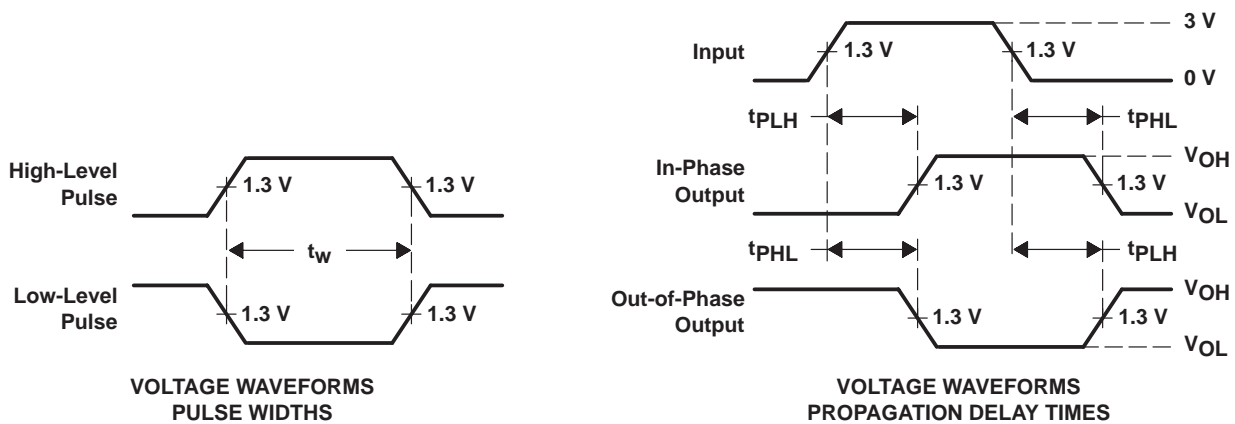 High-Level
Pulse
1.3 V
1.3 V
tw
Low-Level
Pulse
1.3 V
1.3 V
VOLTAGE WAVEFORMS
PULSE WIDTHS
Input
1.3 V
1.3 V
3 V
0 V
tPLH
tPHL
In-Phase
Output
1.3 V
1.3 V
VOH
VOL
tPHL
tPLH
Out-of-Phase
Output
1.3 V
1.3 V
VOH
VOL
VOLTAGE WAVEFORMS
PROPAGATION DELAY TIMES